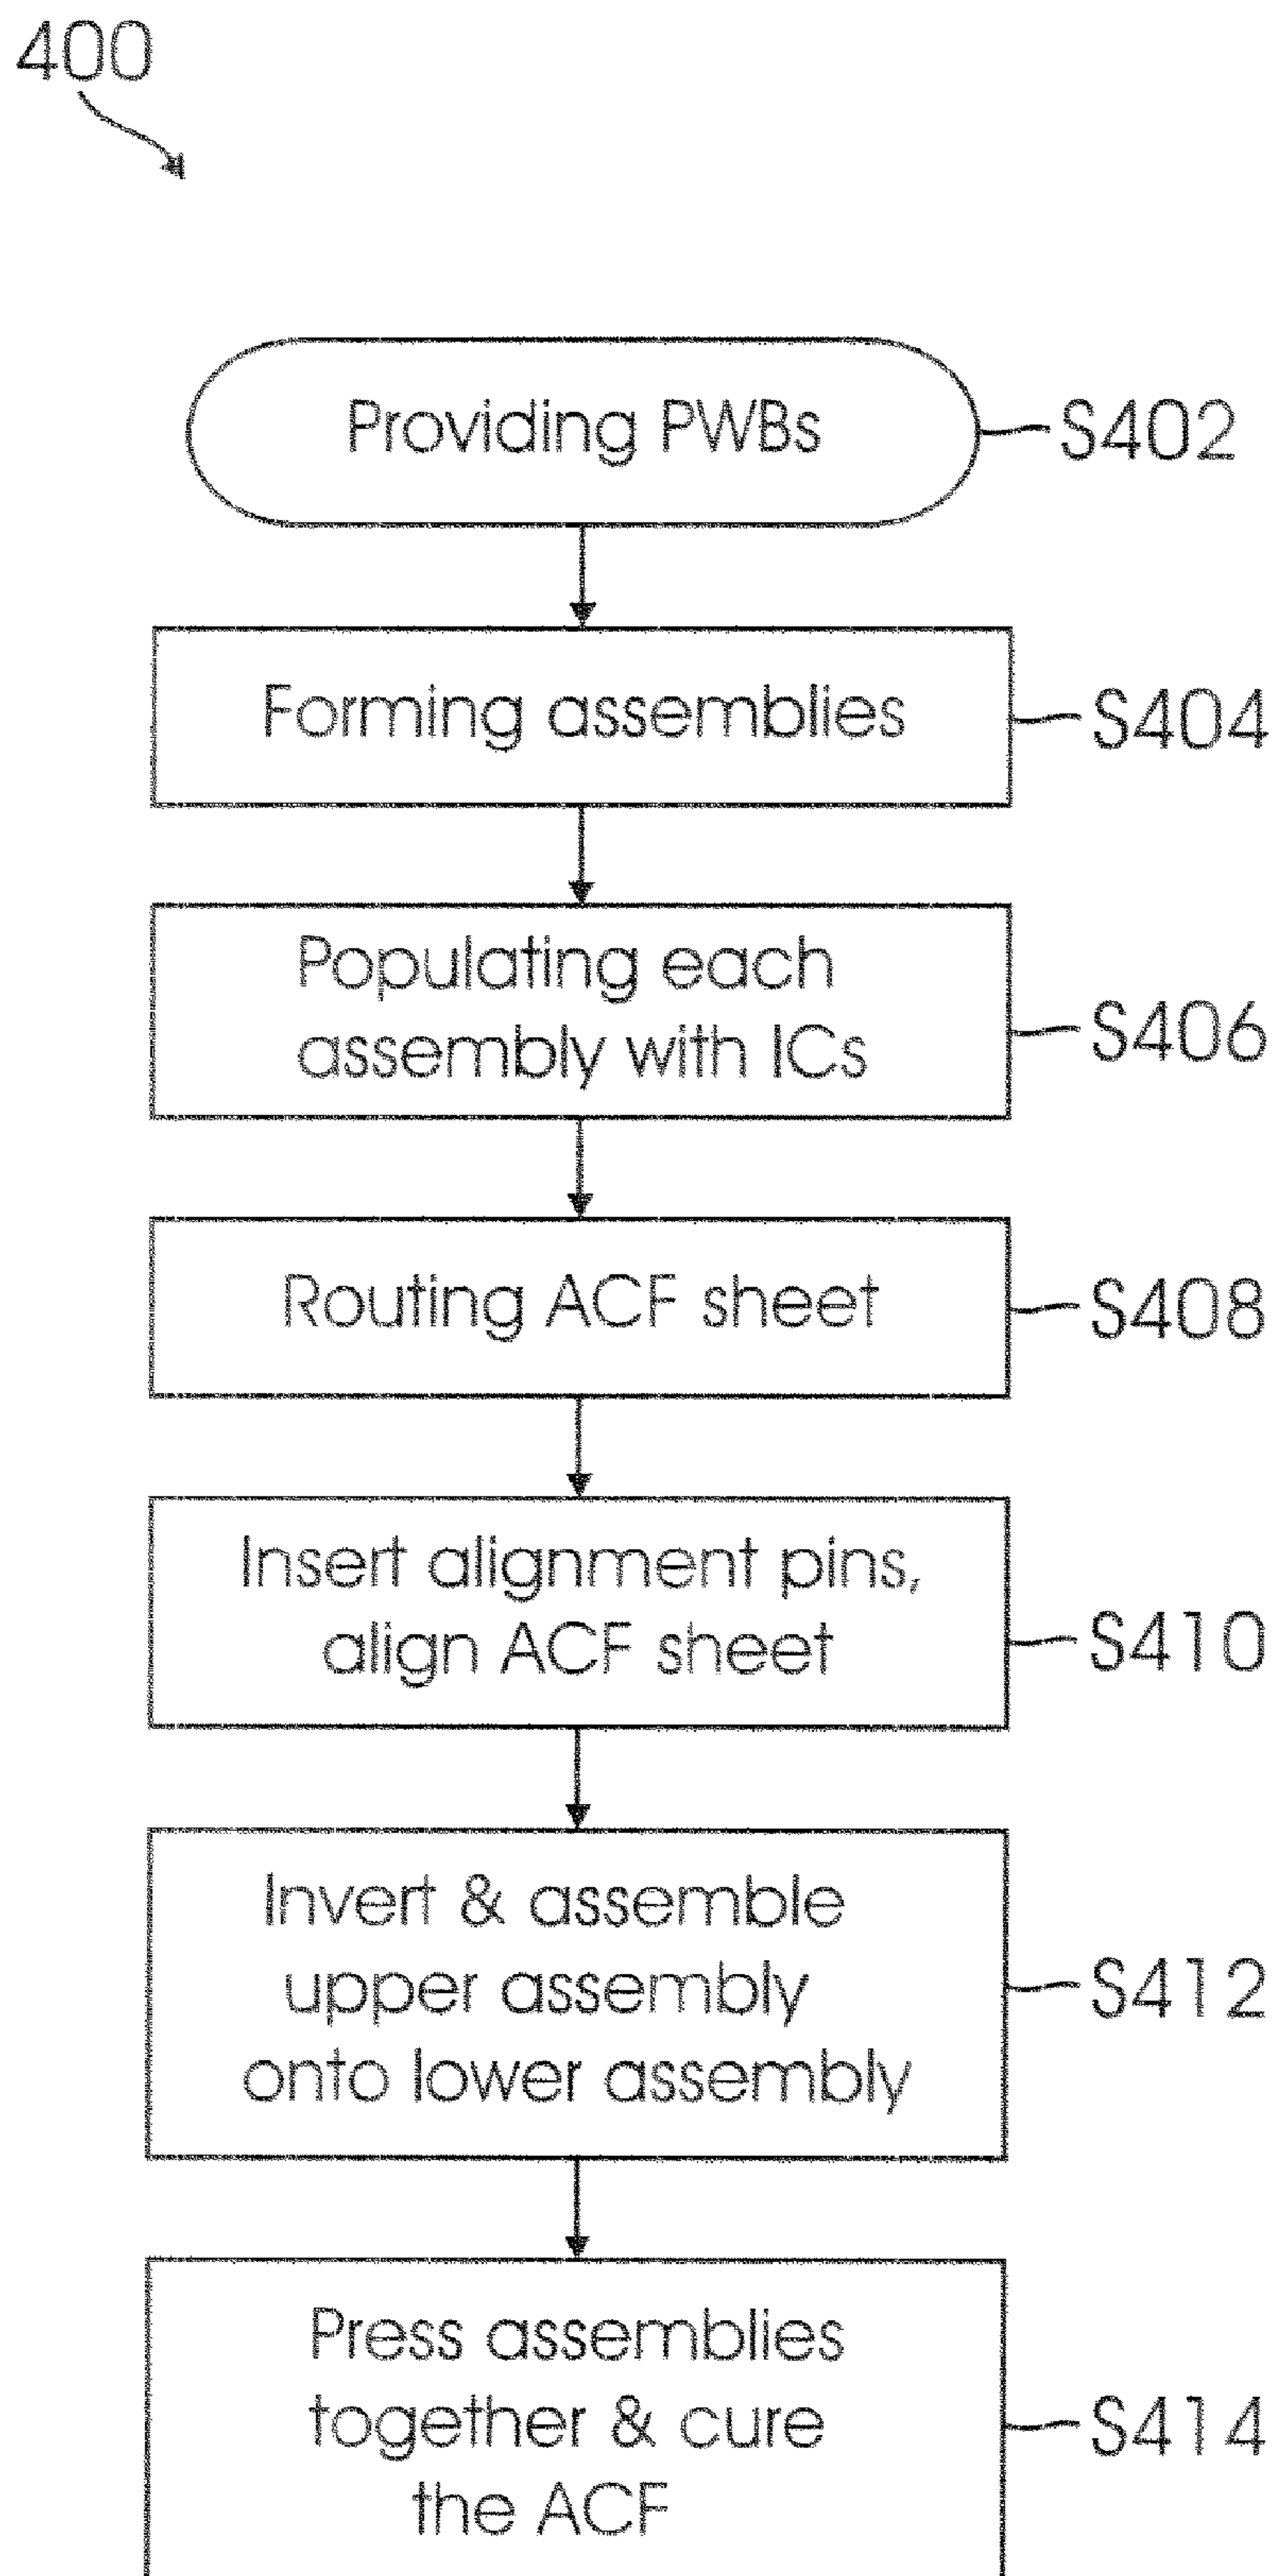 400
Providing PWBs
S402
Forming assemblies
S404
Populating each
assembly with ICs
S406
Routing ACF sheet
S408
Insert alignment pins,
align ACF sheet
S410
Invert & assemble
upper assembly
onto lower assembly
S412
Press assemblies
together & cure
the ACF
S414